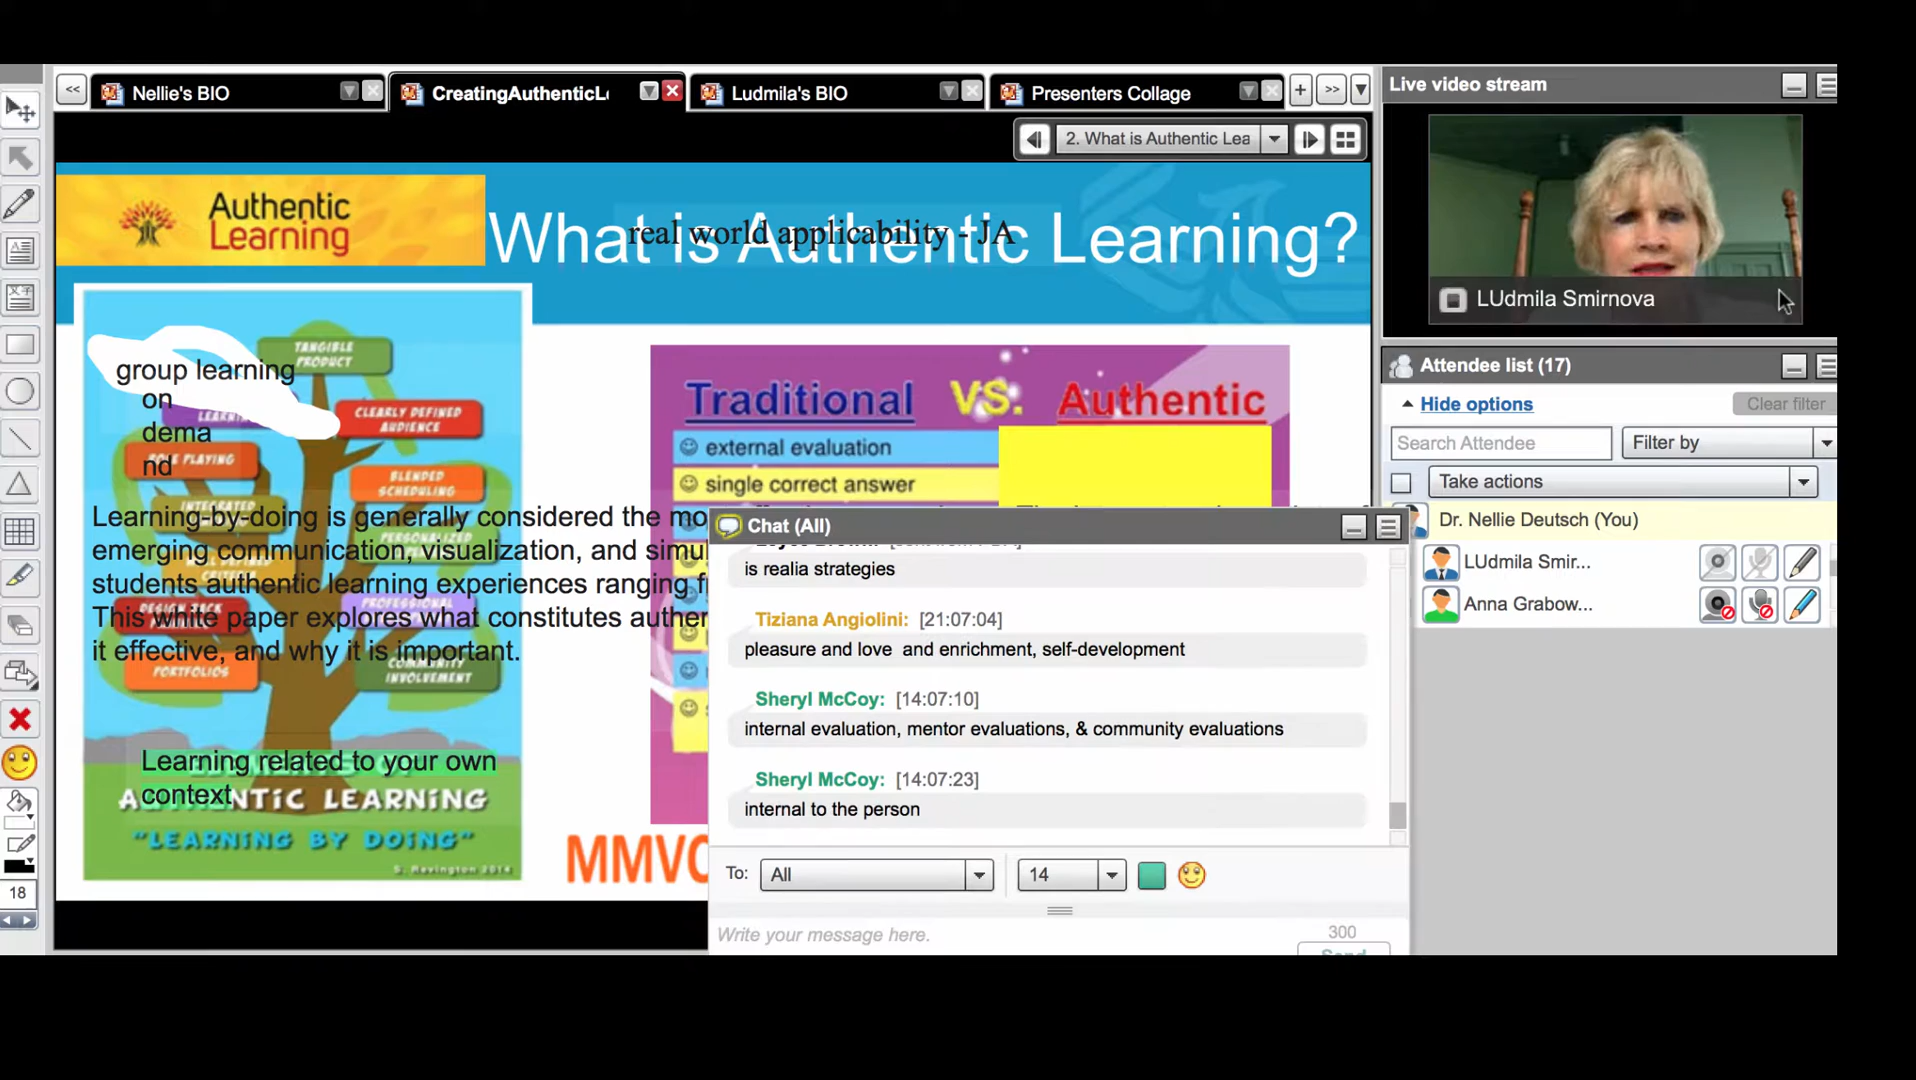 Nellie's BIO
CreatingAuthenticLe
Ludmila's BIO
Presenters Collage
2. What is Authentic Lea
Authentic
Learning
What is Authentic Learning?
real world applicability - JA
TANGIBLE
PRODUCT
group learning
on
dema
nd
CLEARLY DEFINED
AUDIENCE
ROLE PLAYING
BLENDED
SCHEDULING
INTEGRATED
Learning-by-doing is generally considered the mo
emerging communication, visualization, and simu
students authentic learning experiences ranging f
This white paper explores what constitutes auther
it effective, and why it is important.
PORTFOLIOS
COMMUNITY
INVOLVEMENT
Learning related to your own
context
AUTHENTIC LEARNING
"LEARNING BY DOING"
S. Revington 2014
Traditional VS. Authentic
external evaluation
single correct answer
MMVC
Chat (All)
is realia strategies
Tiziana Angiolini: [21:07:04]
pleasure and love and enrichment, self-development
Sheryl McCoy: [14:07:10]
internal evaluation, mentor evaluations, & community evaluations
Sheryl McCoy: [14:07:23]
internal to the person
To: All
14
Write your message here.
300
Send
Live video stream
LUdmila Smirnova
Attendee list (17)
Hide options
Clear filter
Search Attendee
Filter by
Take actions
Dr. Nellie Deutsch (You)
LUdmila Smir...
Anna Grabow...
18